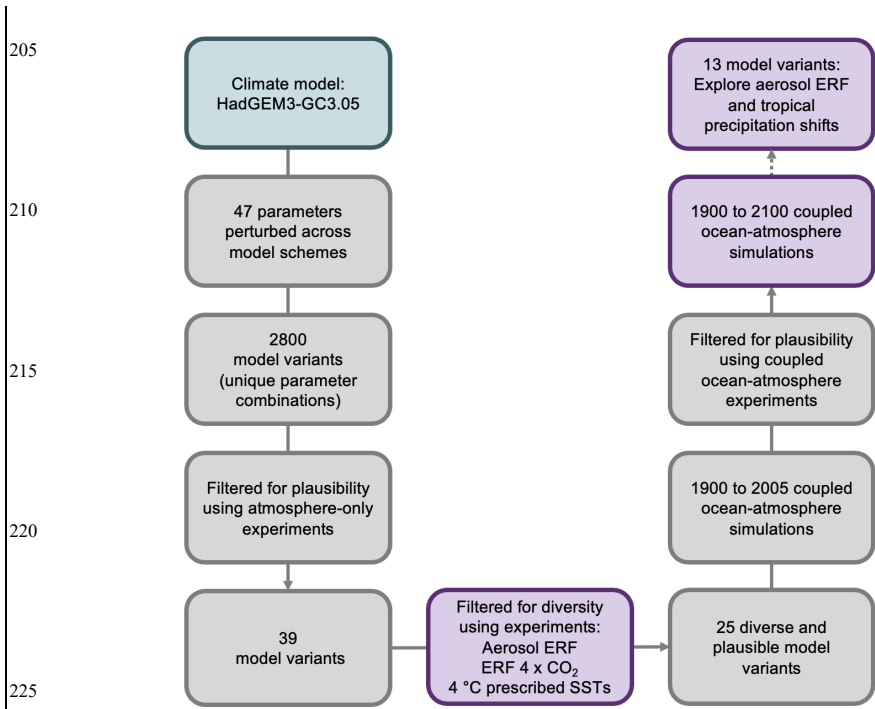 205
Climate model:
HadGEM3-GC3.05
210
47 parameters
perturbed across
model schemes
215
2800
model variants
(unique parameter
combinations)
220
Filtered for plausibility
using atmosphere-only
experiments
225
39
model variants
Filtered for diversity
using experiments:
Aerosol ERF
ERF 4 x CO₂
4 °C prescribed SSTs
25 diverse and
plausible model
variants
1900 to 2005 coupled
ocean-atmosphere
simulations
Filtered for plausibility
using coupled
ocean-atmosphere
experiments
1900 to 2100 coupled
ocean-atmosphere
simulations
13 model variants:
Explore aerosol ERF
and tropical
precipitation shifts